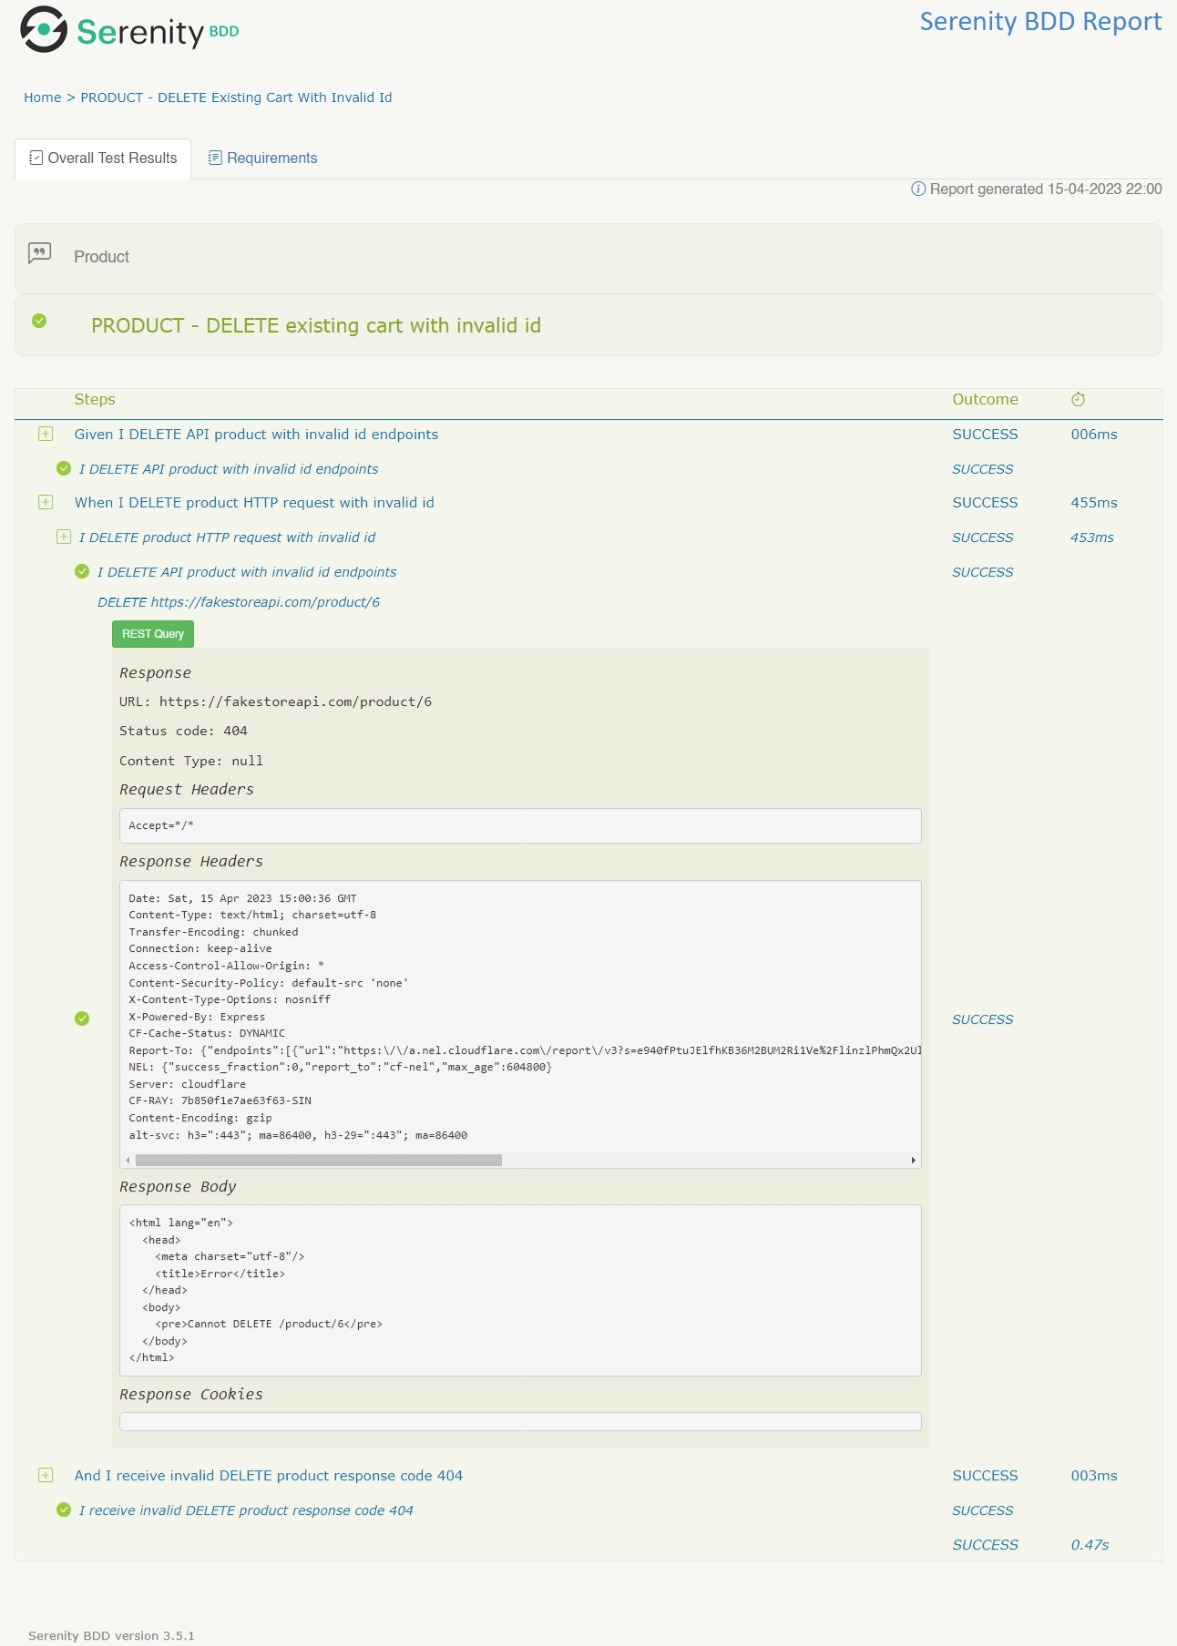 Serenity BDD
Serenity BDD Report
Home > PRODUCT - DELETE Existing Cart With Invalid Id
Overall Test Results
Requirements
Report generated 15-04-2023 22:00
Product
PRODUCT - DELETE existing cart with invalid id
Steps Outcome
Given I DELETE API product with invalid id endpoints SUCCESS 006ms
I DELETE API product with invalid id endpoints SUCCESS
When I DELETE product HTTP request with invalid id SUCCESS 455ms
I DELETE product HTTP request with invalid id SUCCESS 453ms
I DELETE API product with invalid id endpoints SUCCESS
DELETE https://fakestoreapi.com/product/6
REST Query
Response
URL: https://fakestoreapi.com/product/6
Status code: 404
Content Type: null
Request Headers
Accept=*/*
Response Headers
Date: Sat, 15 Apr 2023 15:00:36 GMT
Content-Type: text/html; charset=utf-8
Transfer-Encoding: chunked
Connection: keep-alive
Access-Control-Allow-Origin: *
Content-Security-Policy: default-src 'none'
X-Content-Type-Options: nosniff
X-Powered-By: Express
CF-Cache-Status: DYNAMIC
Report-To: {"endpoints":[{"url":"https:\/\/a.nel.cloudflare.com\/report\/v3?
NEL: {"success_fraction":0,"report_to":"cf-nel","max_age":604800}
Server: cloudflare
CF-RAY: 7b850f1e7ae63f63-SIN
Content-Encoding: gzip
alt-svc: h3=":443"; ma=86400, h3-29=":443"; ma=86400
SUCCESS
Response Body
<html lang="en">
<head>
<meta charset="utf-8"/>
<title>Error</title>
</head>
<body>
<pre>Cannot DELETE /product/6</pre>
</body>
</html>
Response Cookies
And I receive invalid DELETE product response code 404 SUCCESS 003ms
I receive invalid DELETE product response code 404 SUCCESS
SUCCESS 0.47s
Serenity BDD version 3.5.1